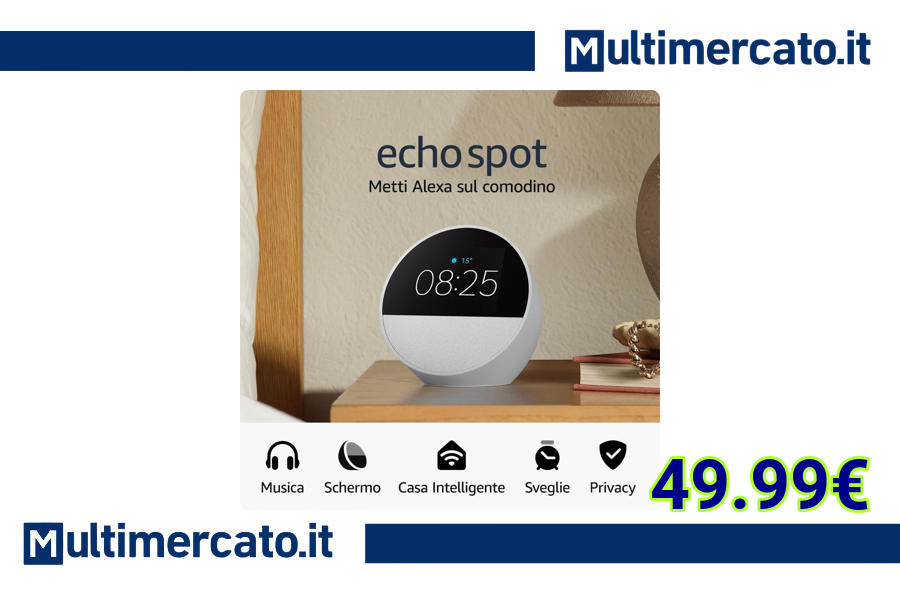 Multimercato.it
echo spot
Metti Alexa sul comodino
15°
08:25
Musica
Schermo
Casa Intelligente
Sveglie
Privacy
49.99€
Multimercato.it